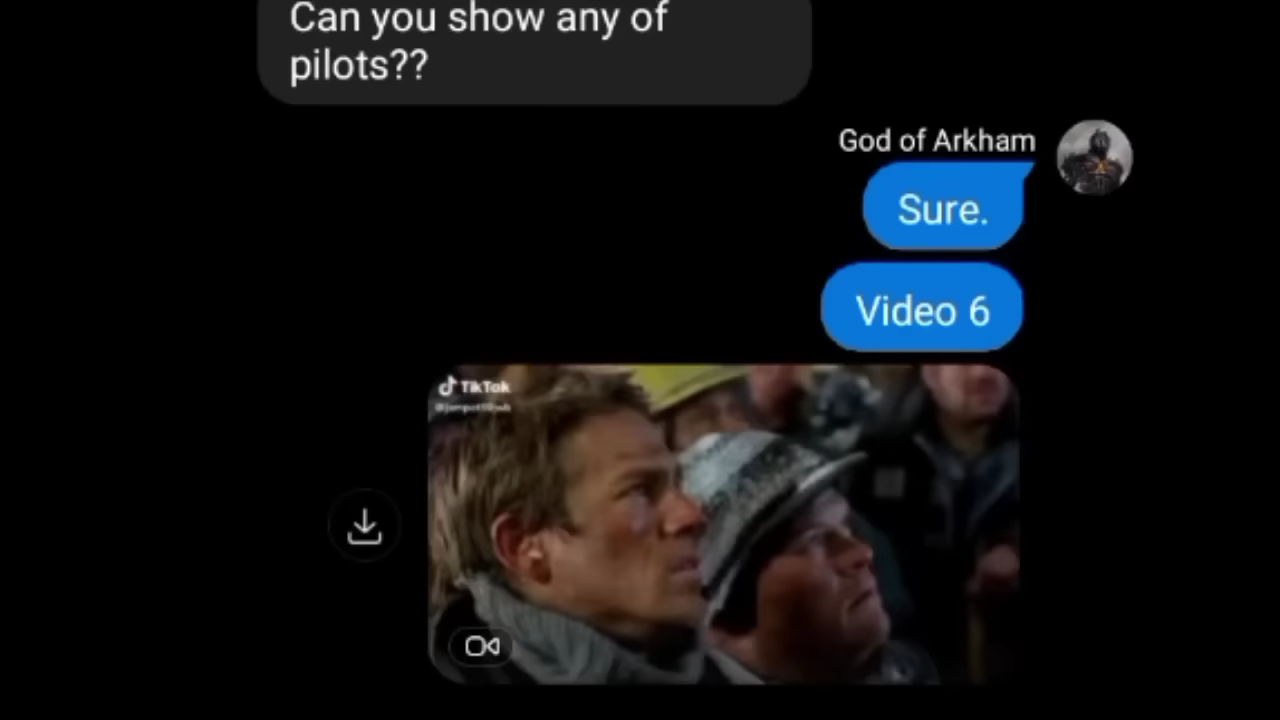 Can you show any of
pilots??
God of Arkham
Sure.
Video 6
TikTok